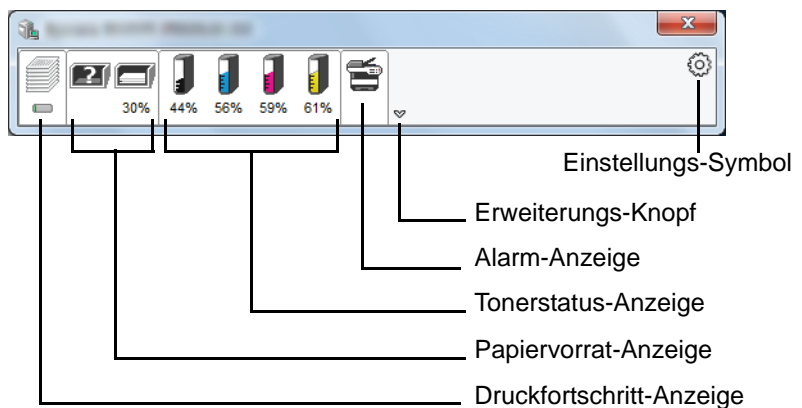 ?
30% 44% 56% 59% 61%
Einstellungs-Symbol
Erweiterungs-Knopf
Alarm-Anzeige
Tonerstatus-Anzeige
Papiervorrat-Anzeige
Druckfortschritt-Anzeige